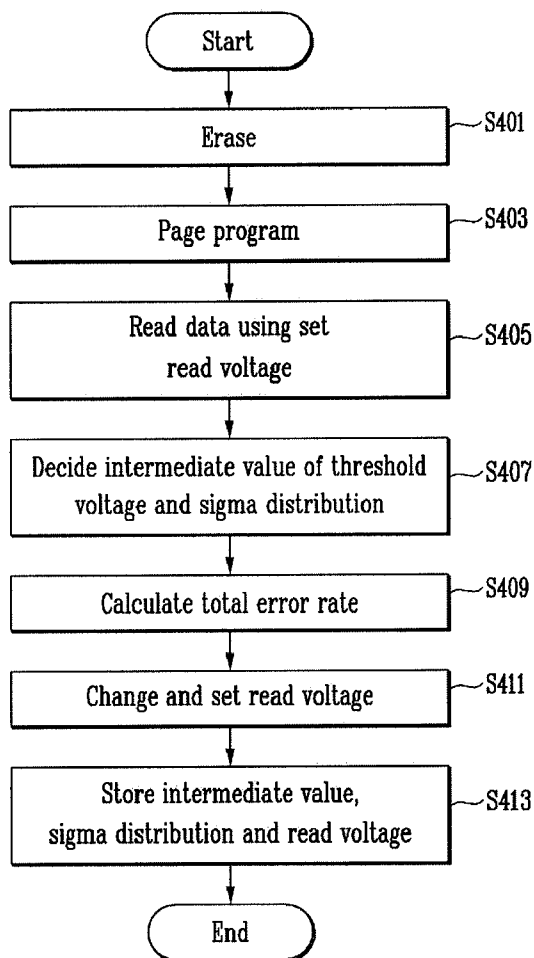 Start
Erase
S401
Page program
S403
Read data using set
read voltage
S405
Decide intermediate value of threshold
voltage and sigma distribution
S407
Calculate total error rate
S409
Change and set read voltage
S411
Store intermediate value,
sigma distribution and read voltage
S413
End